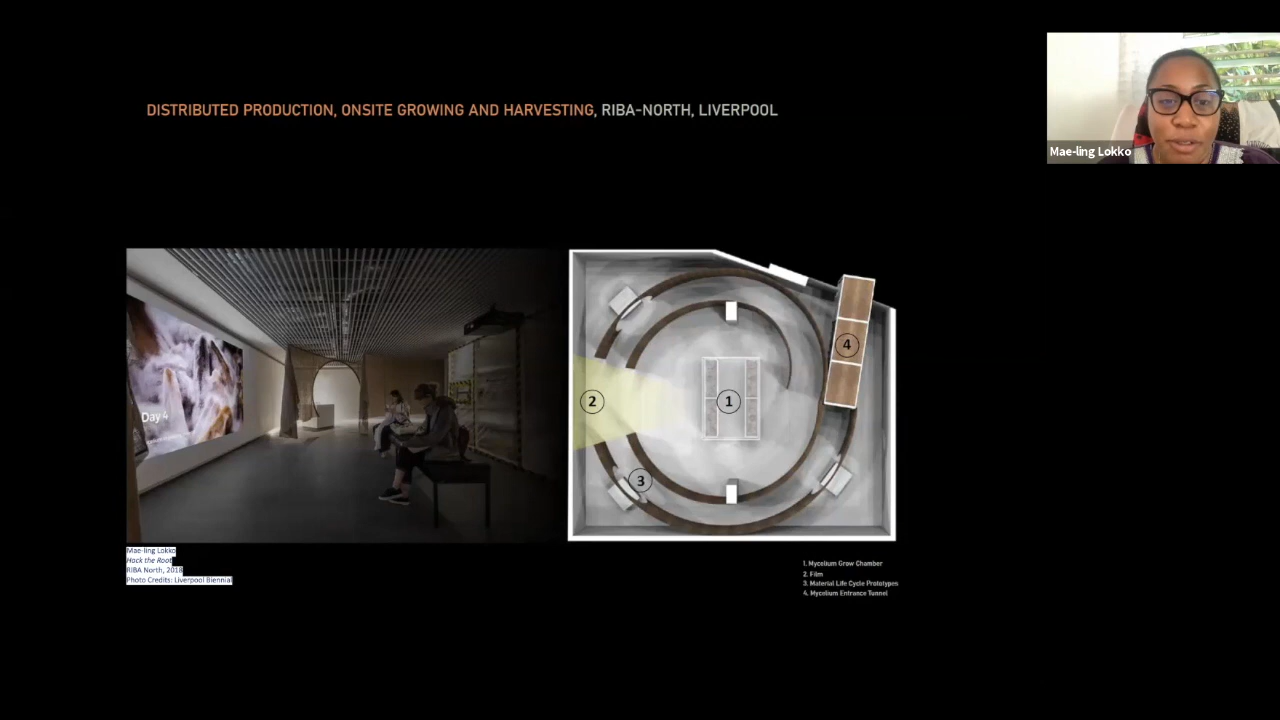 DISTRIBUTED PRODUCTION, ONSITE GROWING AND HARVESTING, RIBA-NORTH, LIVERPOOL
Mae-ling Lokko
Day 4
2
1
4
3
Mae-ling Lokko
Hack the Root
RIBA North, 2018
Photo Credits: Liverpool Biennial
1. Mycelium Grow Chamber
2. Film
3. Material Life Cycle Prototypes
4. Mycelium Entrance Tunnel